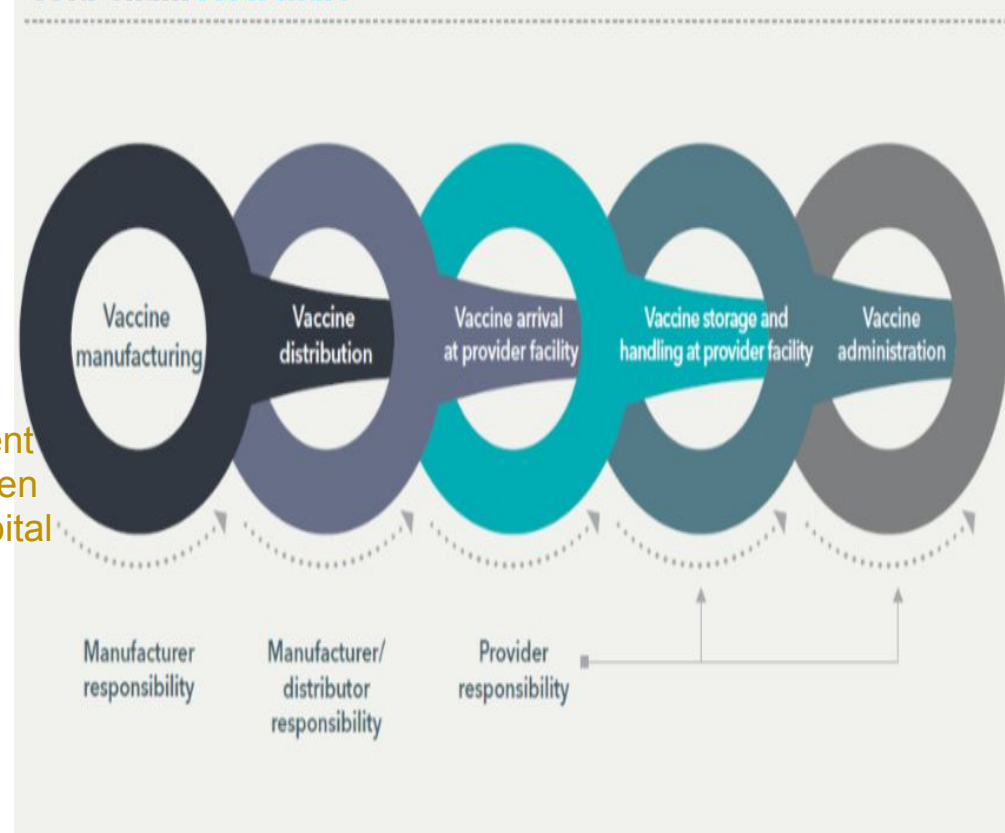 Vaccine
manufacturing
Vaccine
distribution
Vaccine arrival
at provider facility
Vaccine storage and
handling at provider facility
Vaccine
administration
ent
en
pital
Manufacturer
responsibility
Manufacturer/
distributor
responsibility
Provider
responsibility